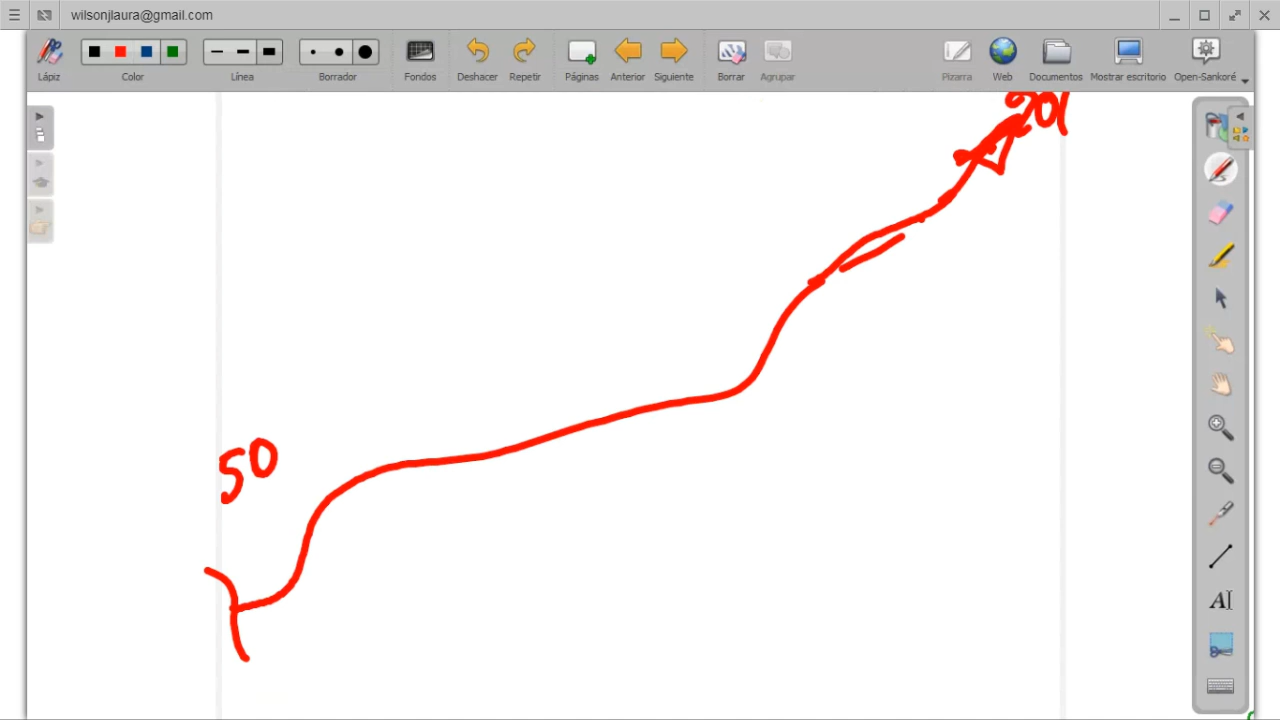 wilsonjlaura@gmail.com
Lápiz Color Línea Borrador Fondos Deshacer Repetir Páginas Anterior Siguiente Borrar Agrupar Pizarra Web Documentos Mostrar escritorio Open-Sankoré
50